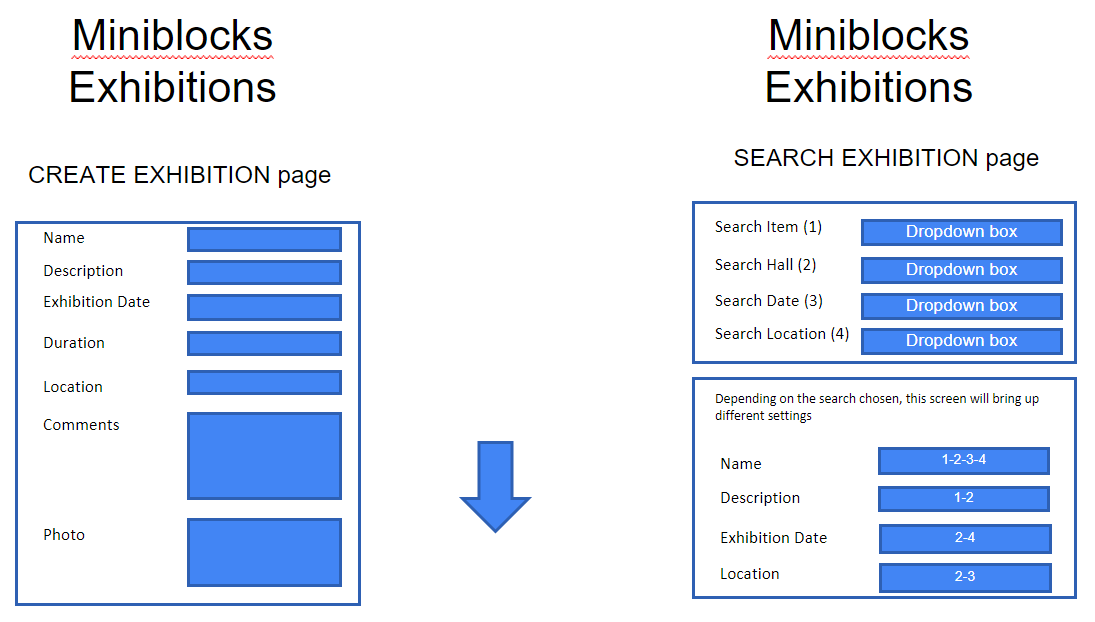 Miniblocks
Exhibitions
CREATE EXHIBITION page
Name
Description
Exhibition Date
Duration
Location
Comments
Photo
Miniblocks
Exhibitions
SEARCH EXHIBITION page
Search Item (1)
Dropdown box
Search Hall (2)
Dropdown box
Search Date (3)
Dropdown box
Search Location (4)
Dropdown box
Depending on the search chosen, this screen will bring up
different settings
Name
1-2-3-4
Description
1-2
Exhibition Date
2-4
Location
2-3